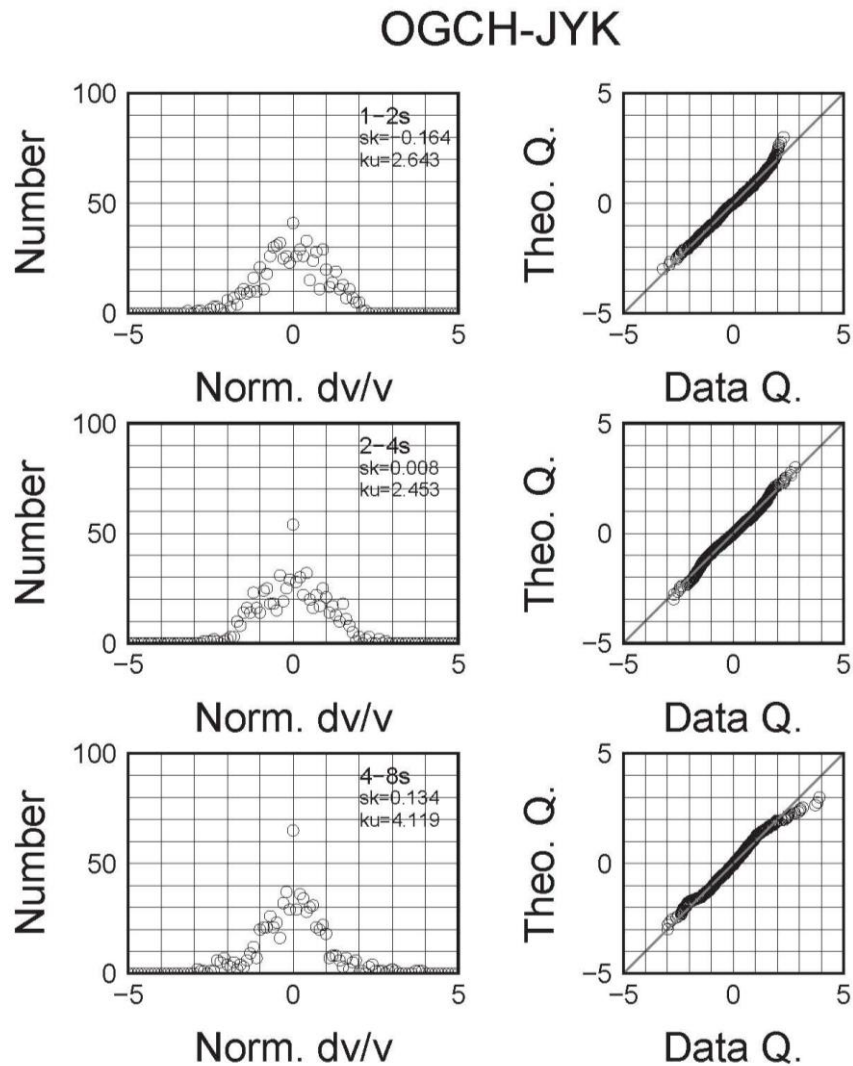 OGCH-JYK
Number
100
50
0
−5
0
5
Norm. dv/v
1−2s
sk=−0.164
ku=2.643
Theo. Q.
5
0
−5
−5
0
5
Data Q.
Number
100
50
0
−5
0
5
Norm. dv/v
2−4s
sk=0.008
ku=2.453
Theo. Q.
5
0
−5
−5
0
5
Data Q.
Number
100
50
0
−5
0
5
Norm. dv/v
4−8s
sk=0.134
ku=4.119
Theo. Q.
5
0
−5
−5
0
5
Data Q.